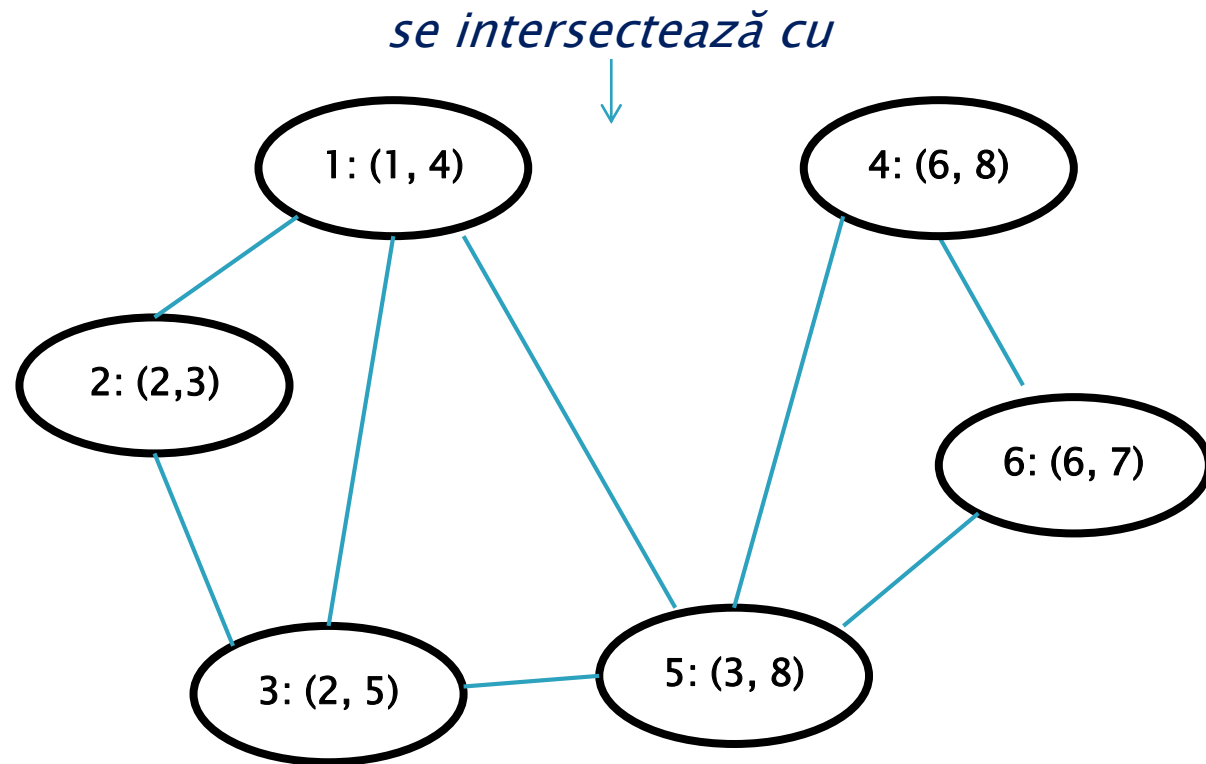 se intersectează cu
1: (1, 4)
4: (6, 8)
2: (2,3)
6: (6, 7)
3: (2, 5)
5: (3, 8)